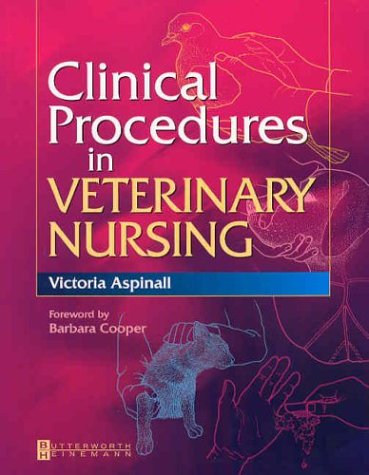 Clinical
Procedures
in
VETERINARY
NURSING
Victoria Aspinall
Foreword by
Barbara Cooper
B
H
BUTTERWORTH
HEINEMANN